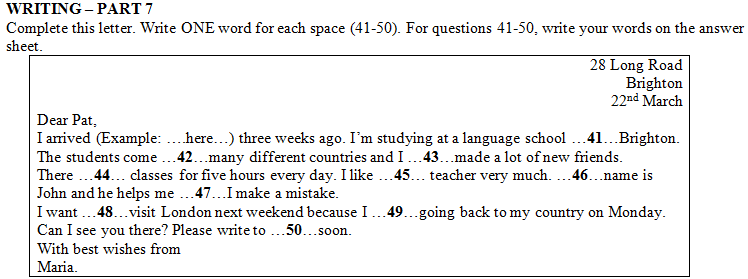 WRITING – PART 7
Complete this letter. Write ONE word for each space (41-50). For questions 41-50, write your words on the answer
sheet.
28 Long Road
Brighton
22nd March
Dear Pat,
I arrived (Example: ….here…) three weeks ago. I'm studying at a language school …41…Brighton.
The students come …42…many different countries and I …43…made a lot of new friends.
There …44… classes for five hours every day. I like …45… teacher very much. …46…name is
John and he helps me …47…I make a mistake.
I want …48…visit London next weekend because I …49…going back to my country on Monday.
Can I see you there? Please write to …50…soon.
With best wishes from
Maria.